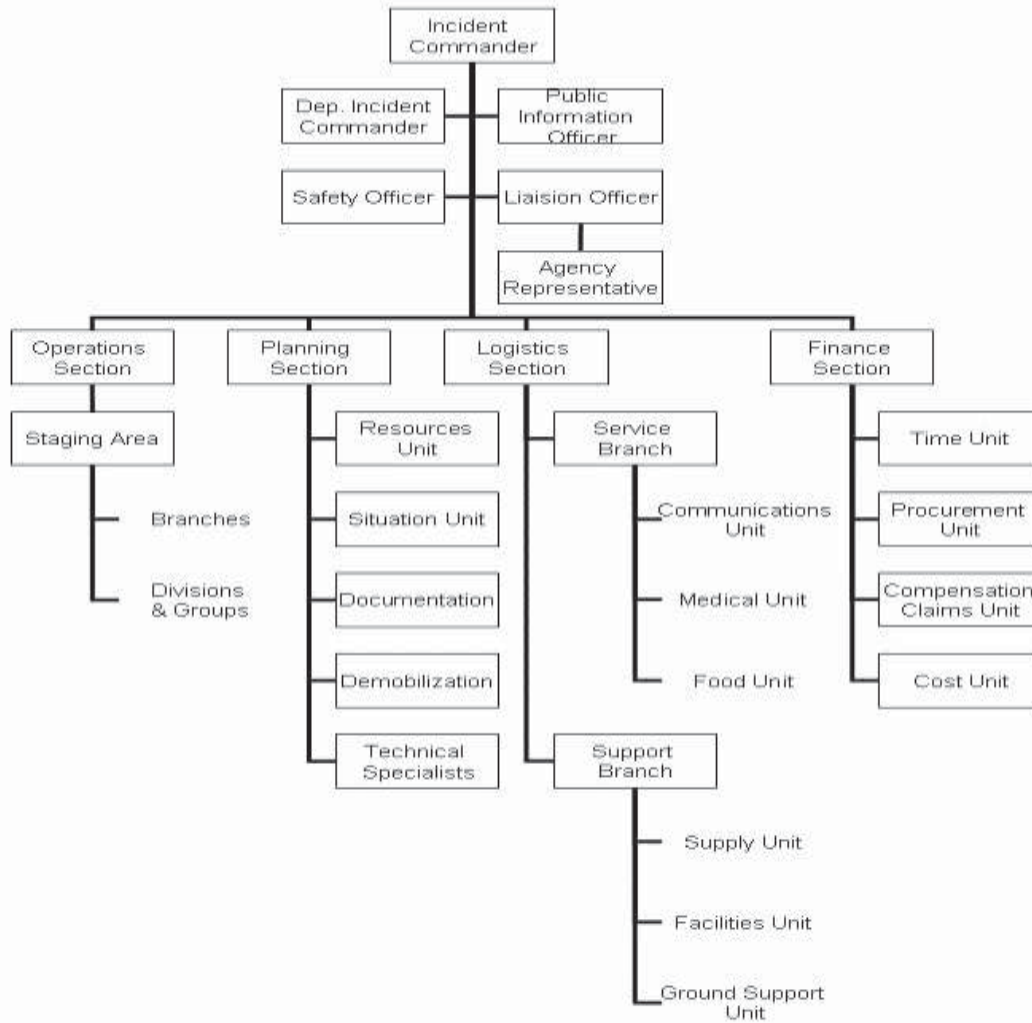 Incident
Commander
Dep. Incident
Commander
Public
Information
Officer
Safety Officer
Liaision Officer
Agency
Representative
Operations
Section
Planning
Section
Logistics
Section
Finance
Section
Staging Area
Branches
Divisions
& Groups
Resources
Unit
Situation Unit
Documentation
Demobilization
Technical
Specialists
Service
Branch
Communications
Unit
Medical Unit
Food Unit
Support
Branch
Supply Unit
Facilities Unit
Ground Support
Unit
Time Unit
Procurement
Unit
Compensation
Claims Unit
Cost Unit